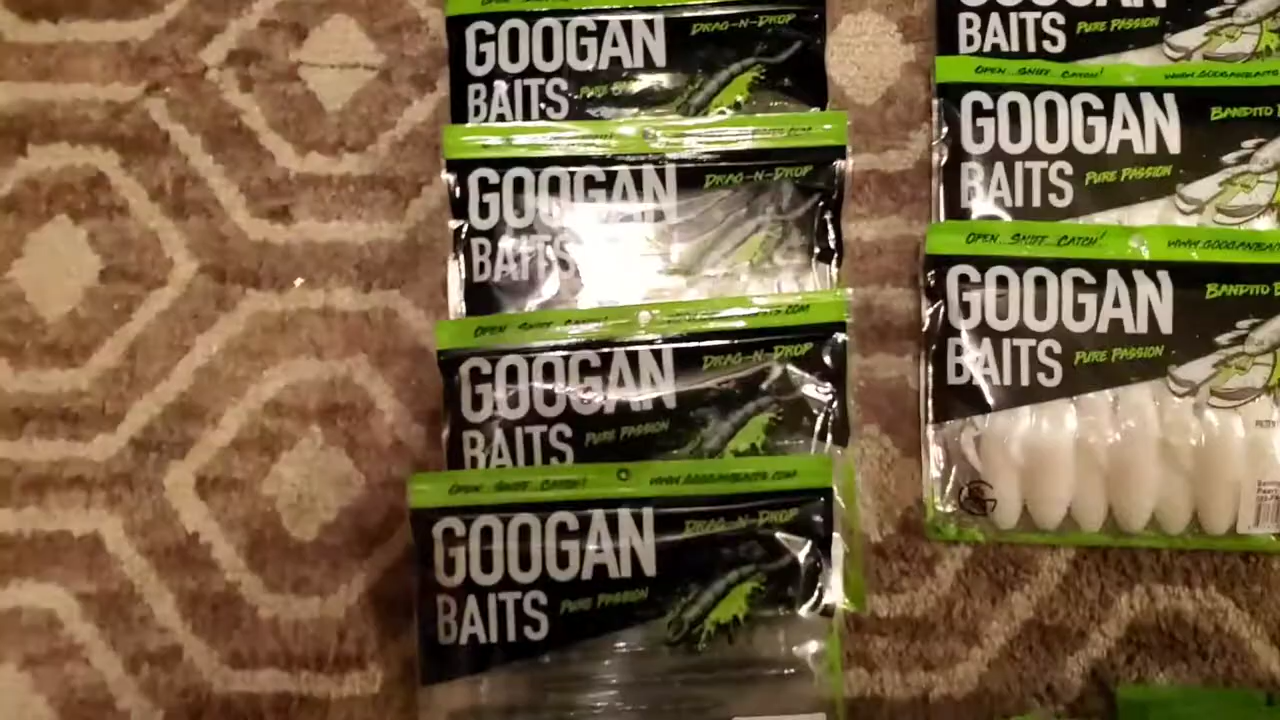 GOOGAN
BAITS
DRAG-N-DROP
GOOGAN
BAITS
DRAG-N-DROP
OPEN...SNIFF...CATCH!
GOOGAN
BAITS
PURE PASSION
DRAG-N-DROP
OPEN...SNIFF...CATCH! WWW.GOOGANBAITS.COM
GOOGAN
BAITS
PURE PASSION
DRAG-N-DROP
BAITS
PURE PASSION
OPEN...SNIFF...CATCH! WWW.GOOGANBAITS
GOOGAN
BAITS
PURE PASSION
BANDITO
OPEN...SNIFF...CATCH! WWW.GOOGANBAI
GOOGAN
BAITS
PURE PASSION
BANDITO B